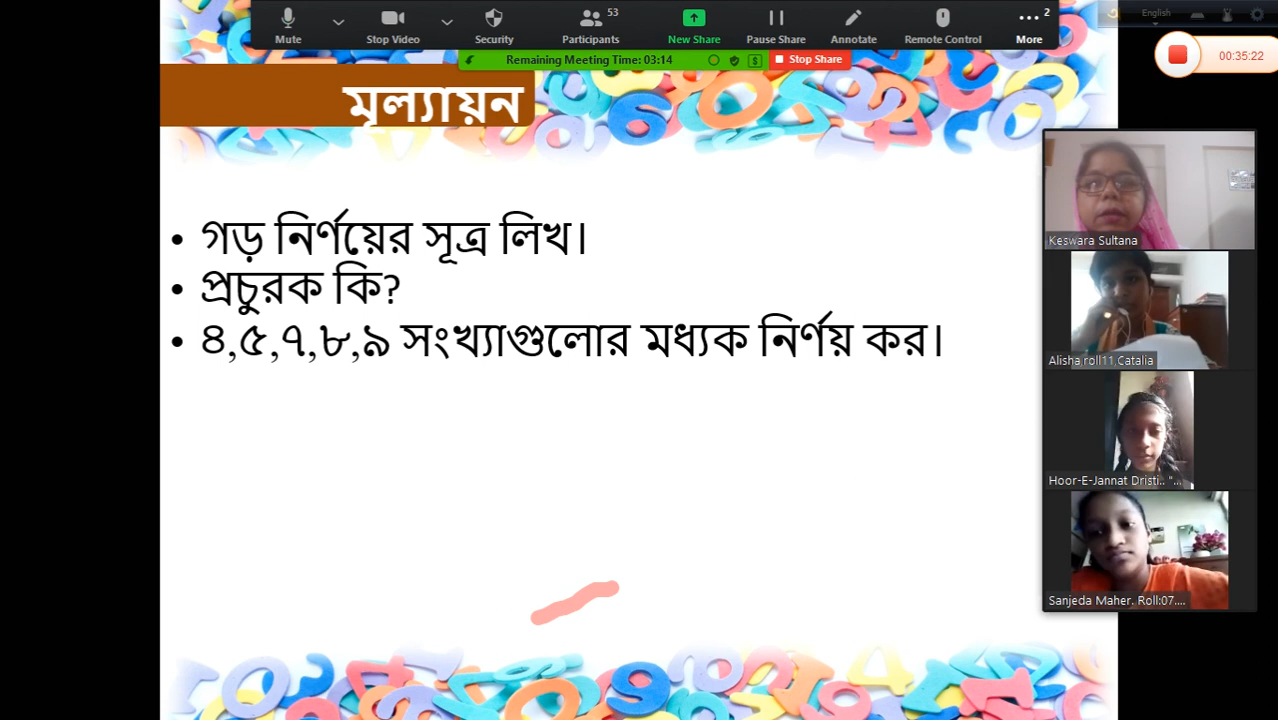 53
2
Mute
Stop Video
Security
Participants
New Share
Pause Share
Annotate
Remote Control
More
English
Remaining Meeting Time: 03:14
Stop Share
00:35:22
মূল্যায়ন
• গড় নির্ণয়ের সূত্র লিখ।
• প্রচুরক কি?
• ৪,৫,৭,৮,৯ সংখ্যাগুলোর মধ্যক নির্ণয় কর।
Keswara Sultana
Alisha,roll11,Catalia
Hoor-E-Jannat Dristi.. "...
Sanjeda Maher. Roll:07....